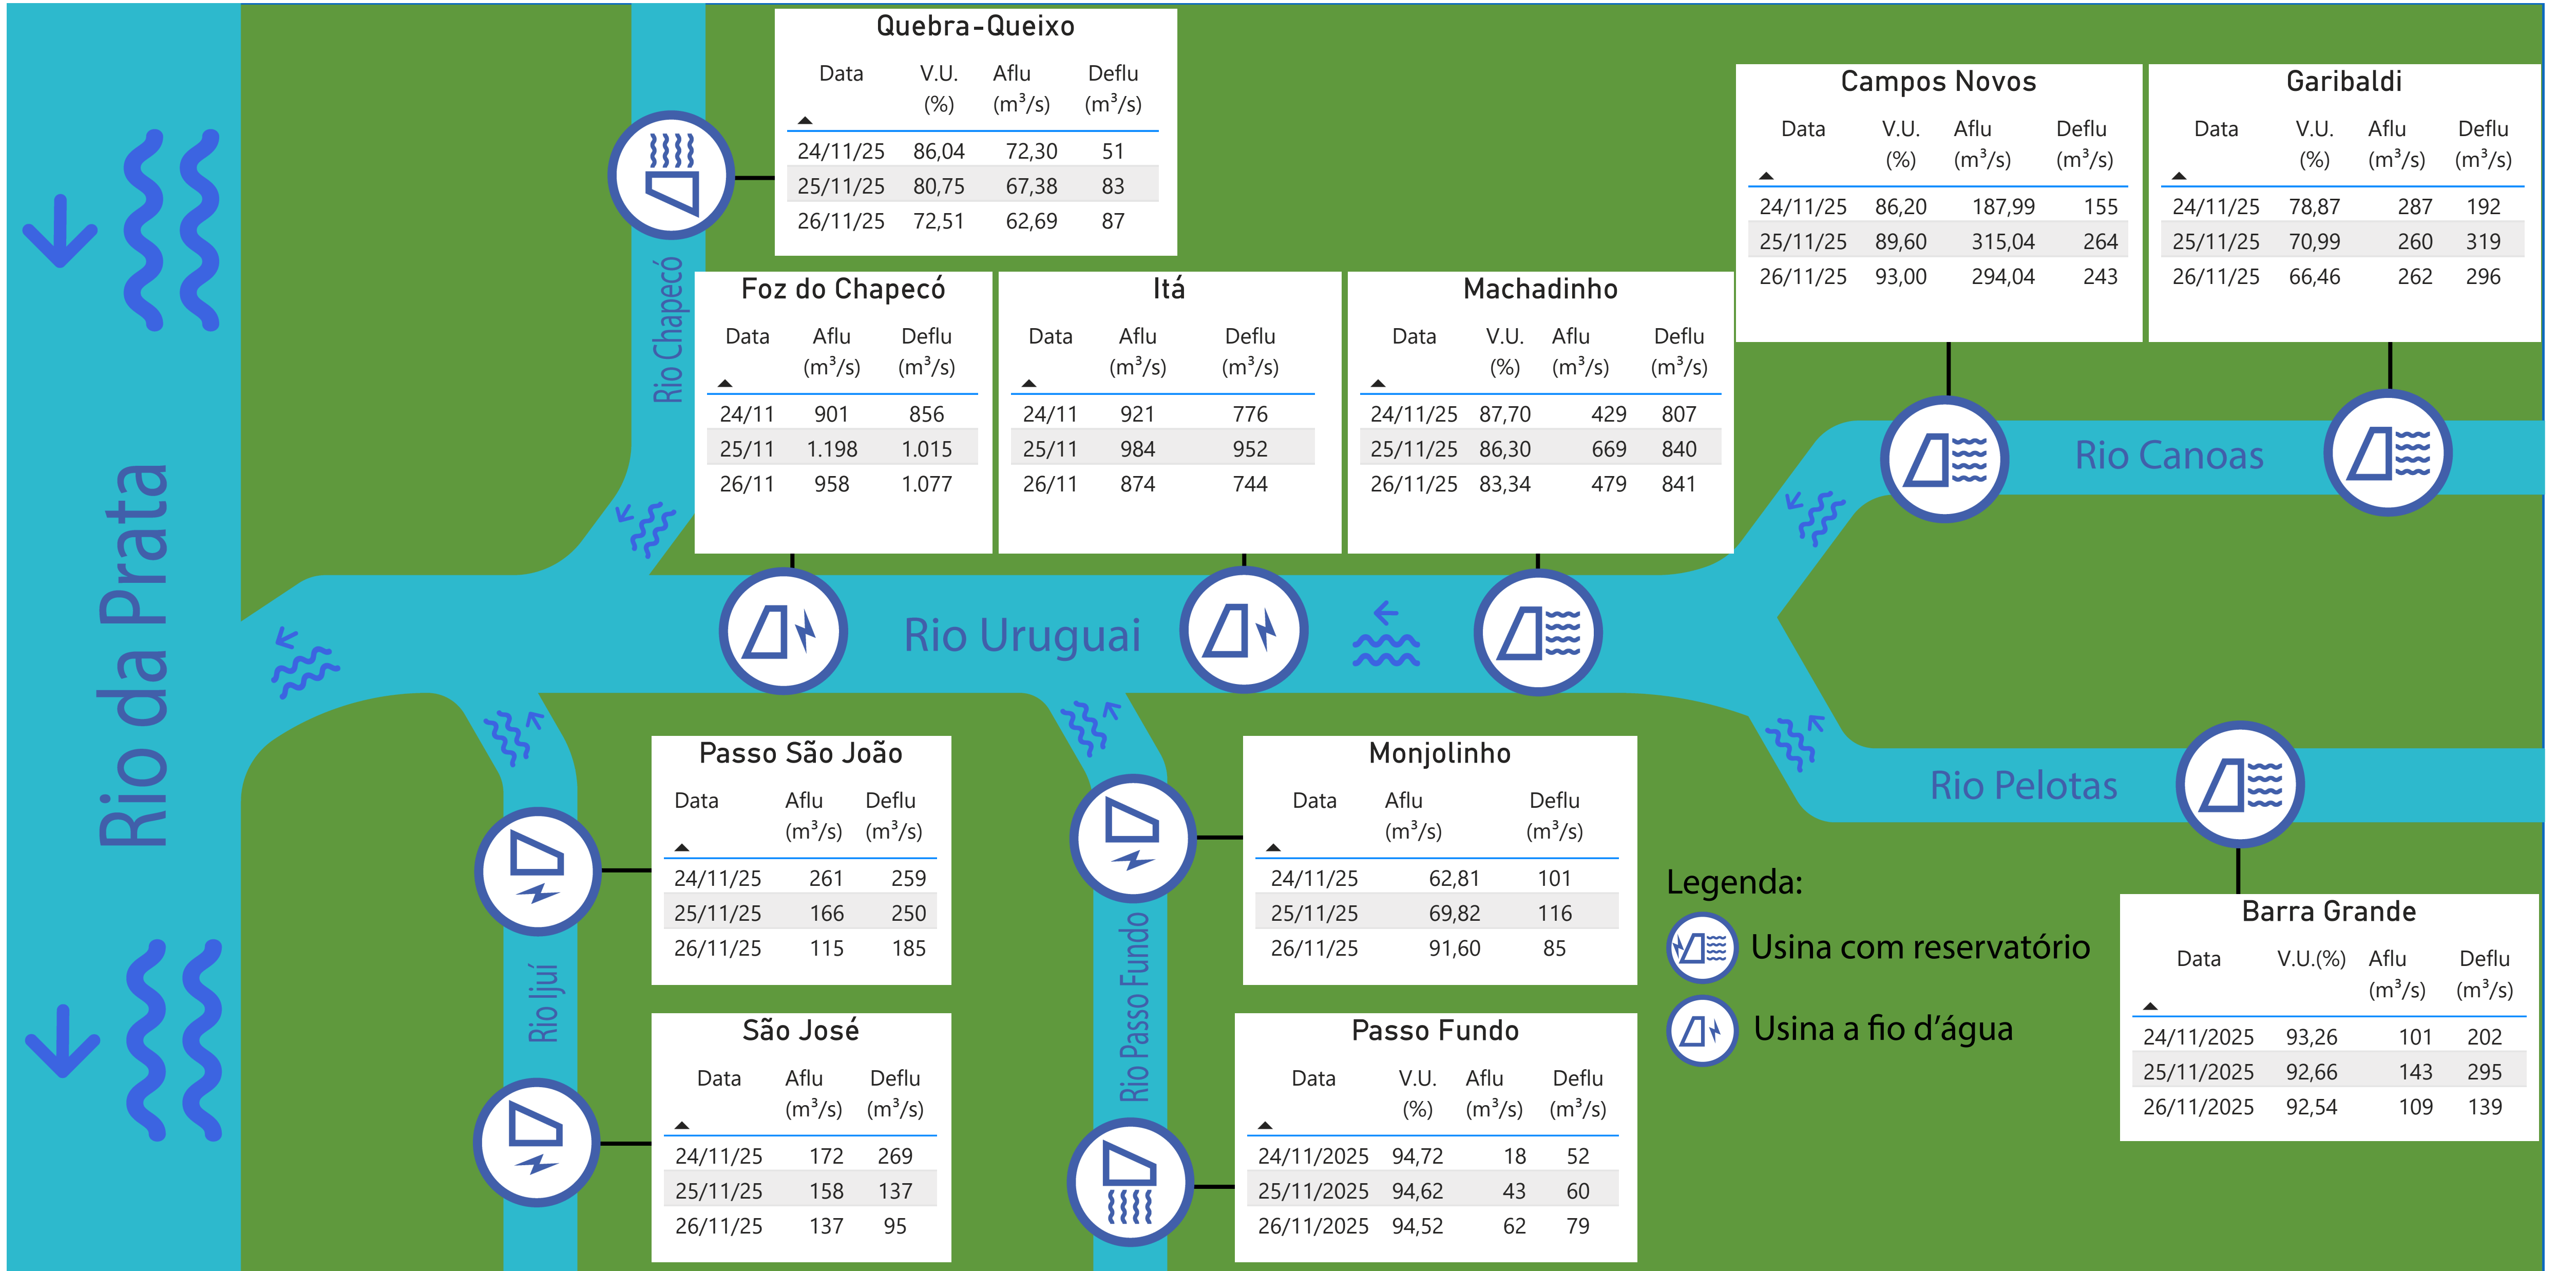 Quebra-Queixo
Data V.U. Aflu Deflu
(%) (m³/s) (m³/s)
24/11/25 86,04 72,30 51
25/11/25 80,75 67,38 83
26/11/25 72,51 62,69 87
Campos Novos
Data V.U. Aflu Deflu
(%) (m³/s) (m³/s)
24/11/25 86,20 187,99 155
25/11/25 89,60 315,04 264
26/11/25 93,00 294,04 243
Garibaldi
Data V.U. Aflu Deflu
(%) (m³/s) (m³/s)
24/11/25 78,87 287 192
25/11/25 70,99 260 319
26/11/25 66,46 262 296
Rio Chapecó
Foz do Chapecó
Data Aflu Deflu
(m³/s) (m³/s)
24/11 901 856
25/11 1.198 1.015
26/11 958 1.077
Itá
Data Aflu Deflu
(m³/s) (m³/s)
24/11 921 776
25/11 984 952
26/11 874 744
Machadinho
Data V.U. Aflu Deflu
(%) (m³/s) (m³/s)
24/11/25 87,70 429 807
25/11/25 86,30 669 840
26/11/25 83,34 479 841
Rio Canoas
Rio da Prata
Rio Uruguai
Rio Pelotas
Passo São João
Data Aflu Deflu
(m³/s) (m³/s)
24/11/25 261 259
25/11/25 166 250
26/11/25 115 185
Monjolinho
Data Aflu Deflu
(m³/s) (m³/s)
24/11/25 62,81 101
25/11/25 69,82 116
26/11/25 91,60 85
Legenda:
Usina com reservatório
Usina a fio d’água
Barra Grande
Data V.U.(%) Aflu Deflu
(m³/s) (m³/s)
24/11/2025 93,26 101 202
25/11/2025 92,66 143 295
26/11/2025 92,54 109 139
Rio Ijuí
São José
Data Aflu Deflu
(m³/s) (m³/s)
24/11/25 172 269
25/11/25 158 137
26/11/25 137 95
Rio Passo Fundo
Passo Fundo
Data V.U. Aflu Deflu
(%) (m³/s) (m³/s)
24/11/2025 94,72 18 52
25/11/2025 94,62 43 60
26/11/2025 94,52 62 79